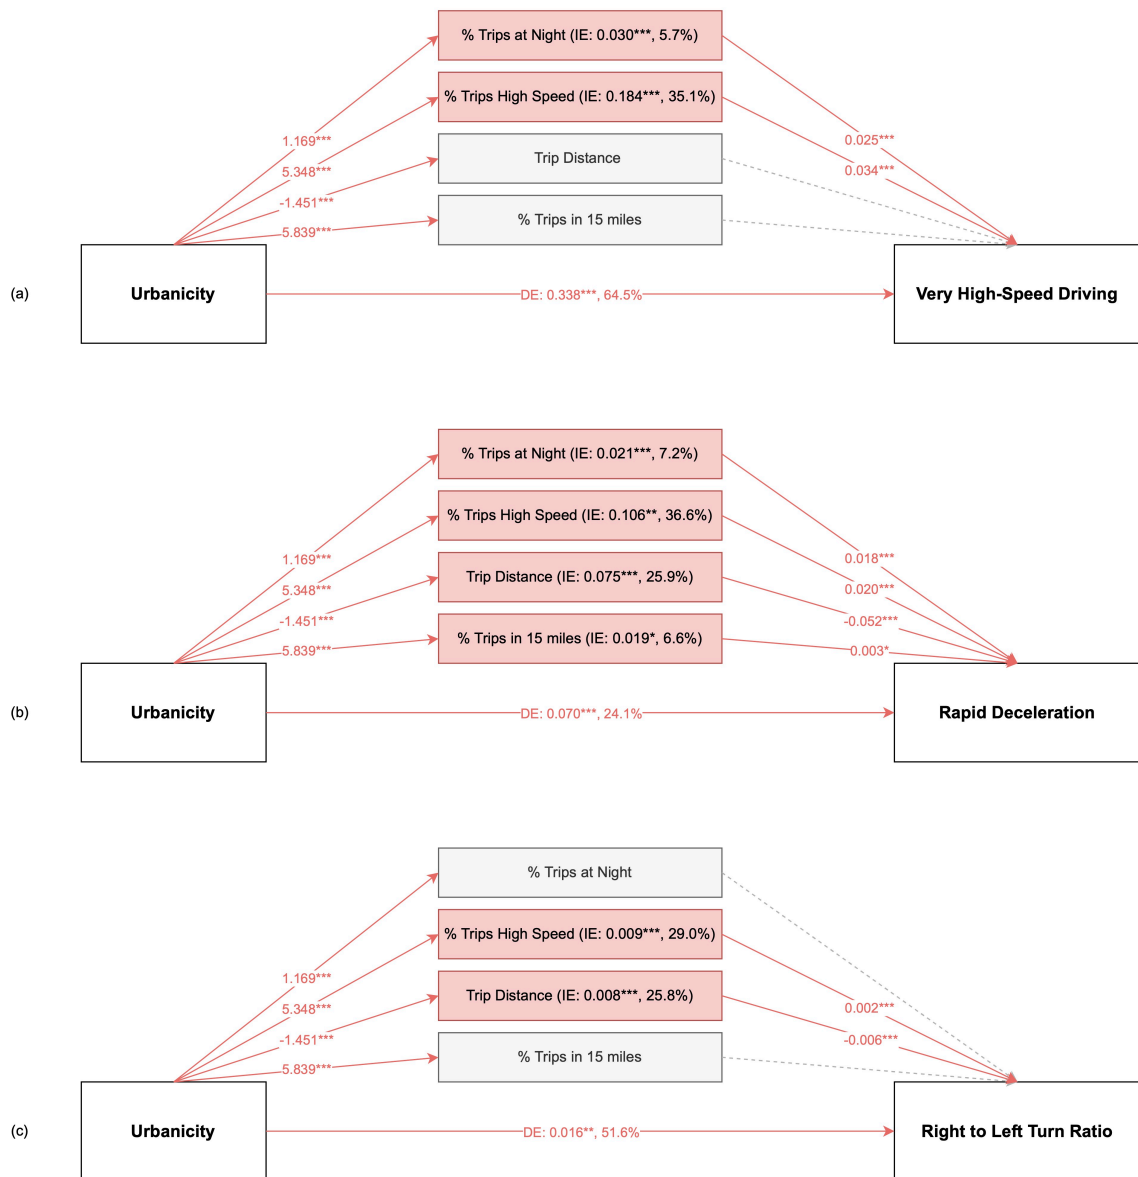 % Trips at Night (IE: 0.030***, 5.7%)
% Trips High Speed (IE: 0.184***, 35.1%)
Trip Distance
% Trips in 15 miles
1.169***
5.348***
-1.451***
5.839***
0.025***
0.034***
(a)
Urbanicity
DE: 0.338***, 64.5%
Very High-Speed Driving
% Trips at Night (IE: 0.021***, 7.2%)
% Trips High Speed (IE: 0.106**, 36.6%)
Trip Distance (IE: 0.075***, 25.9%)
% Trips in 15 miles (IE: 0.019*, 6.6%)
1.169***
5.348***
-1.451***
5.839***
0.018***
0.020***
-0.052***
0.003*
(b)
Urbanicity
DE: 0.070***, 24.1%
Rapid Deceleration
% Trips at Night
% Trips High Speed (IE: 0.009***, 29.0%)
Trip Distance (IE: 0.008***, 25.8%)
% Trips in 15 miles
1.169***
5.348***
-1.451***
5.839***
0.002***
-0.006***
(c)
Urbanicity
DE: 0.016**, 51.6%
Right to Left Turn Ratio